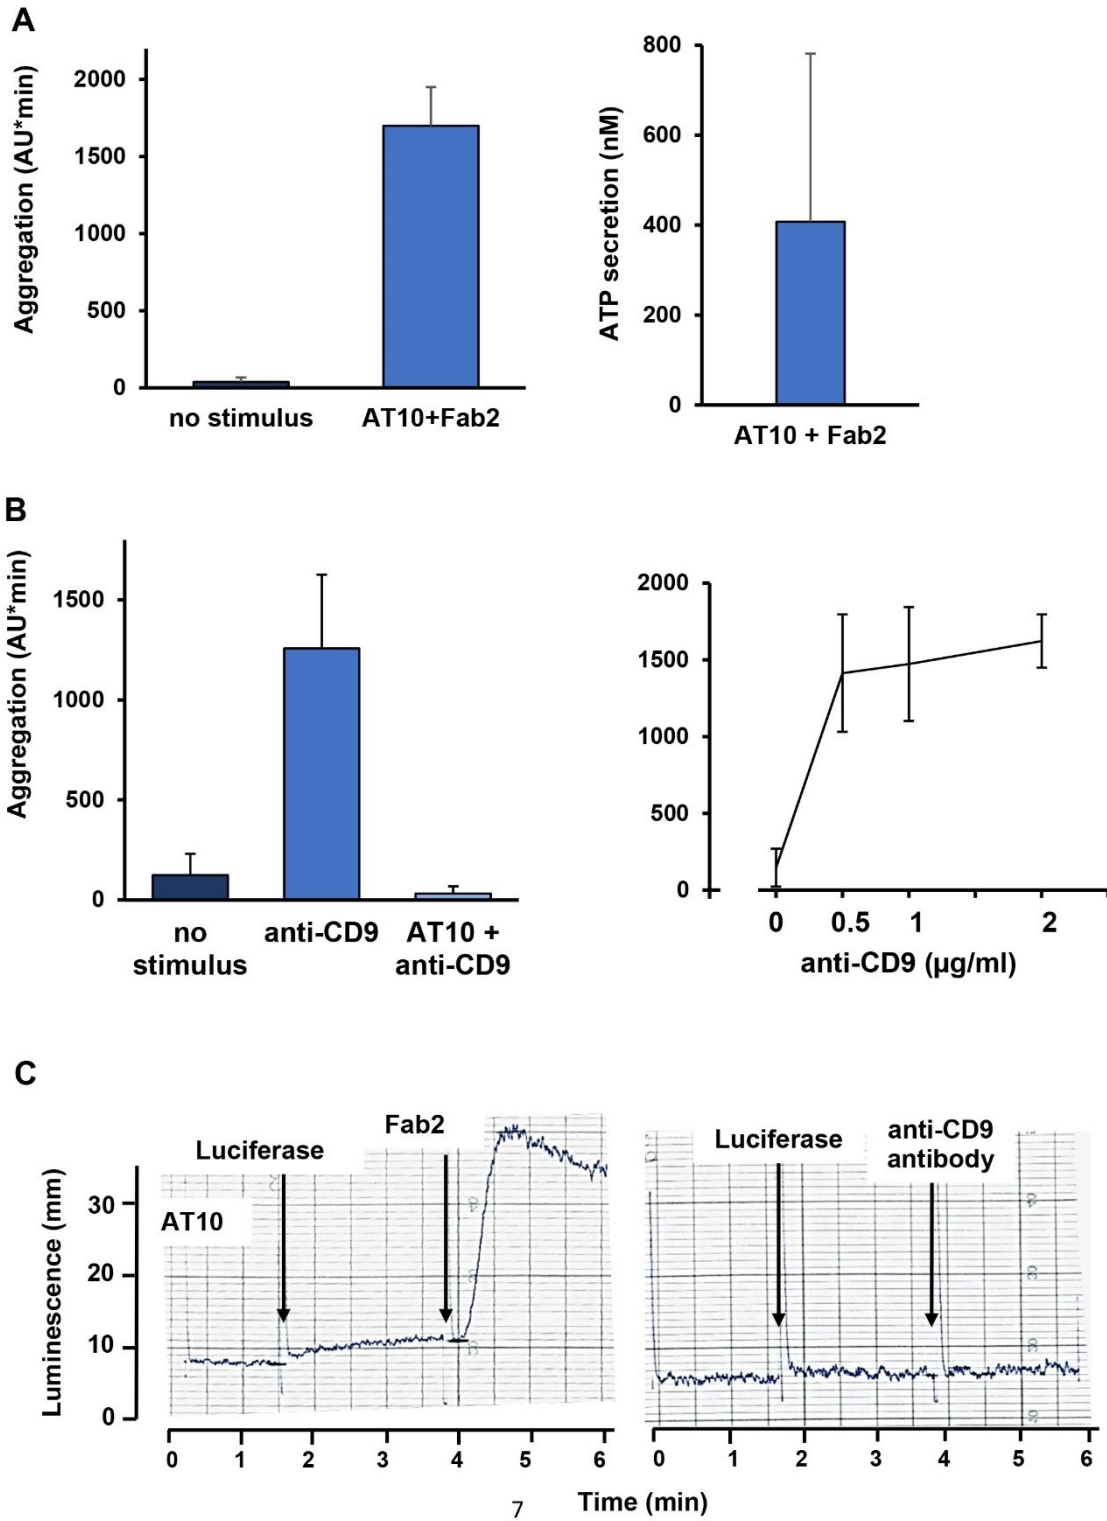 A
Aggregation (AU*min)
2000
1500
1000
500
0
no stimulus
AT10+Fab2
ATP secretion (nM)
800
600
400
200
0
AT10 + Fab2
B
Aggregation (AU*min)
1500
1000
500
0
no
stimulus
anti-CD9
AT10 +
anti-CD9
2000
1500
1000
500
0
0
0.5
1
2
anti-CD9 (µg/ml)
C
Luminescence (mm)
30
20
10
0
AT10
Luciferase
Fab2
0 1 2 3 4 5 6
Luciferase
anti-CD9
antibody
0 1 2 3 4 5 6
Time (min)
7